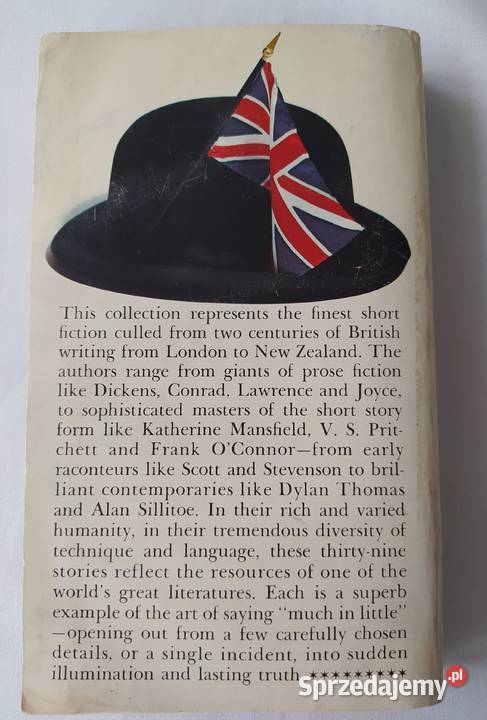 This collection represents the finest short
fiction culled from two centuries of British
writing from London to New Zealand. The
authors range from giants of prose fiction
like Dickens, Conrad, Lawrence and Joyce,
to sophisticated masters of the short story
form like Katherine Mansfield, V. S. Prit-
chett and Frank O'Connor—from early
raconteurs like Scott and Stevenson to bril-
liant contemporaries like Dylan Thomas
and Alan Sillitoe. In their rich and varied
humanity, in their tremendous diversity of
technique and language, these thirty-nine
stories reflect the resources of one of the
world's great literatures. Each is a superb
example of the art of saying "much in little"
—opening out from a few carefully chosen
details, or a single incident, into sudden
illumination and lasting truth ✶✶✶✶✶✶✶✶✶
Sprzedajemy.pl